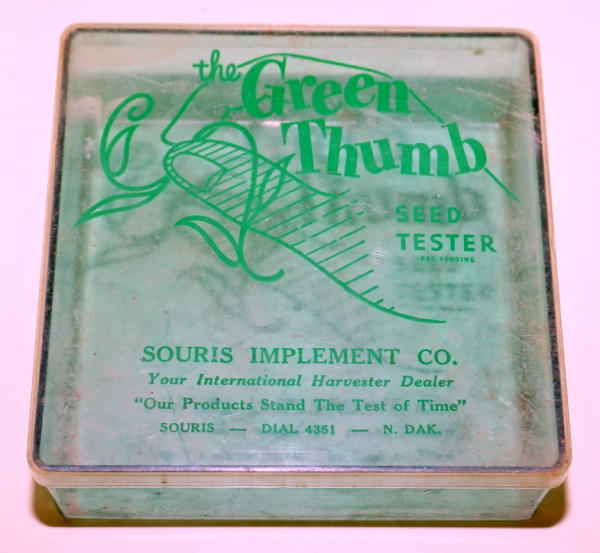 the Green
Thumb
SEED
TESTER
PAT. PENDING
SOURIS IMPLEMENT CO.
Your International Harvester Dealer
"Our Products Stand The Test of Time"
SOURIS — DIAL 4351 — N. DAK.